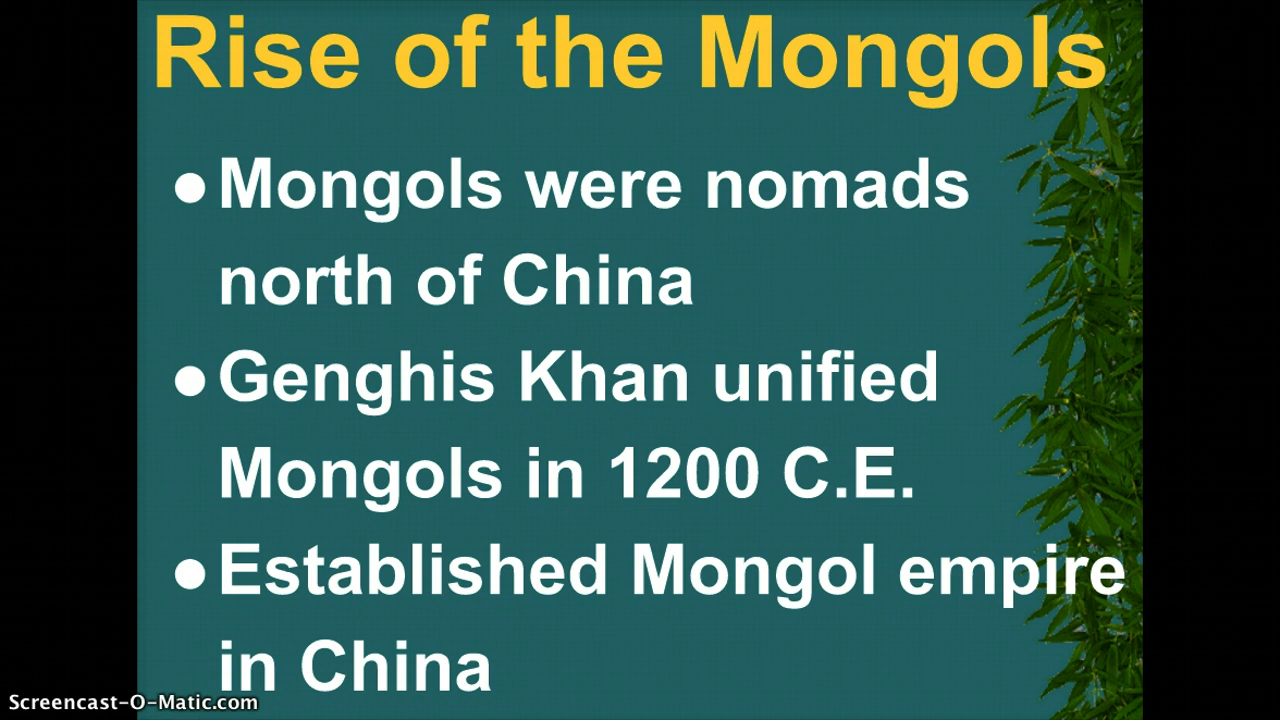 Rise of the Mongols
● Mongols were nomads
north of China
● Genghis Khan unified
Mongols in 1200 C.E.
● Established Mongol empire
in China
Screencast-O-Matic.com